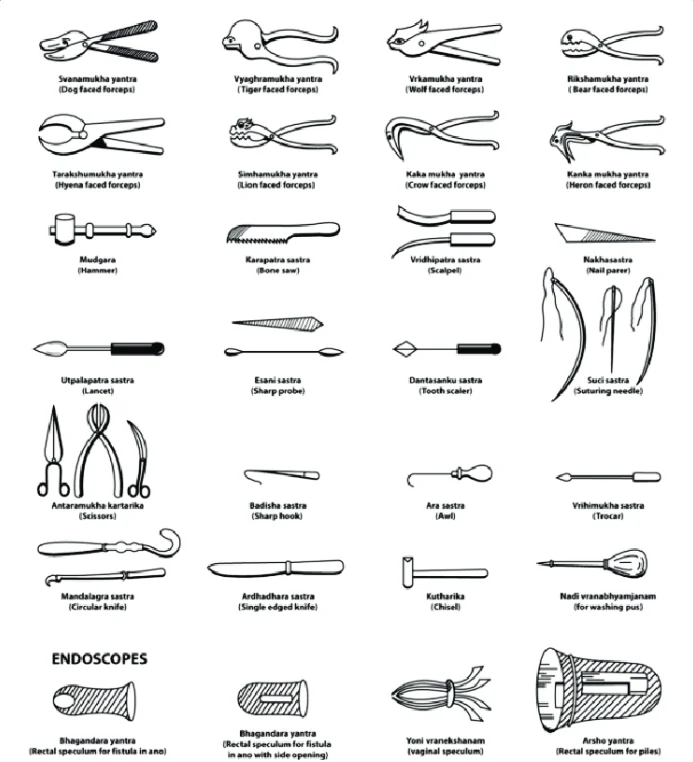 Svanamukha yantra
(Dog faced forceps)
Vyaghramukha yantra
(Tiger faced forceps)
Vrkamukha yantra
(Wolf faced forceps)
Rikshamukha yantra
( Bear faced forceps)
Tarakshumukha yantra
(Hyena faced forceps)
Simhamukha yantra
(Lion faced forceps)
Kaka mukha yantra
(Crow faced forceps)
Kanka mukha yantra
(Heron faced forceps)
Mudgara
(Hammer)
Karapatra sastra
(Bone saw)
Vridhipatra sastra
(Scalpel)
Nakhasastra
(Nail parer)
Utpalapatra sastra
(Lancet)
Esani sastra
(Sharp probe)
Dantasanku sastra
(Tooth scaler)
Suci sastra
(Suturing needle)
Antaramukha kartarika
(Scissors)
Badisha sastra
(Sharp hook)
Ara sastra
(Awl)
Vrihimukha sastra
(Trocar)
Mandalagra sastra
(Circular knife)
Ardhadhara sastra
(Single edged knife)
Kutharika
(Chisel)
Nadi vranabhyamjanam
(for washing pus)
ENDOSCOPES
Bhagandara yantra
(Rectal speculum for fistula in ano)
Bhagandara yantra
(Rectal speculum for fistula
in ano with side opening)
Yoni vranekshanam
(vaginal speculum)
Arsho yantra
(Rectal speculum for piles)